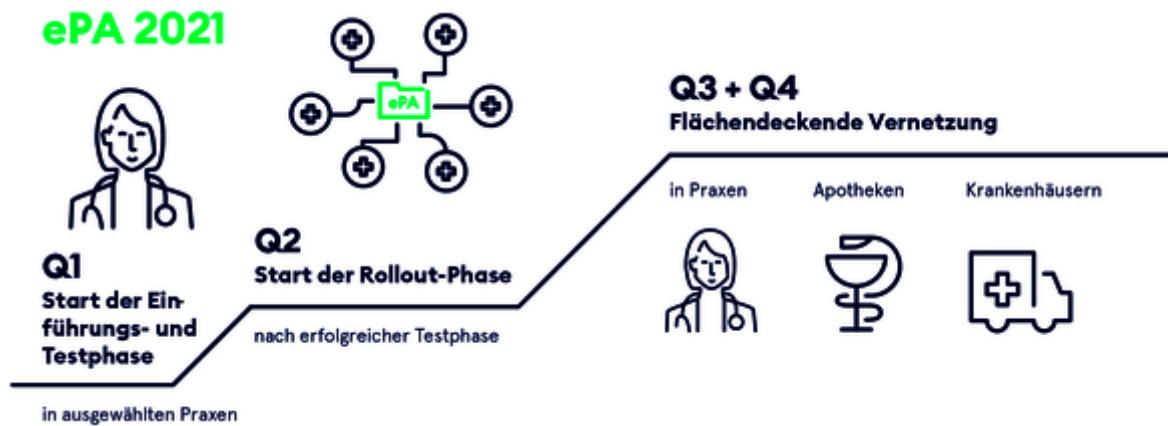 ePA 2021
Q1
Start der Ein-
führungs- und
Testphase
in ausgewählten Praxen
ePA
Q2
Start der Rollout-Phase
nach erfolgreicher Testphase
Q3 + Q4
Flächendeckende Vernetzung
in Praxen
Apotheken
Krankenhäusern